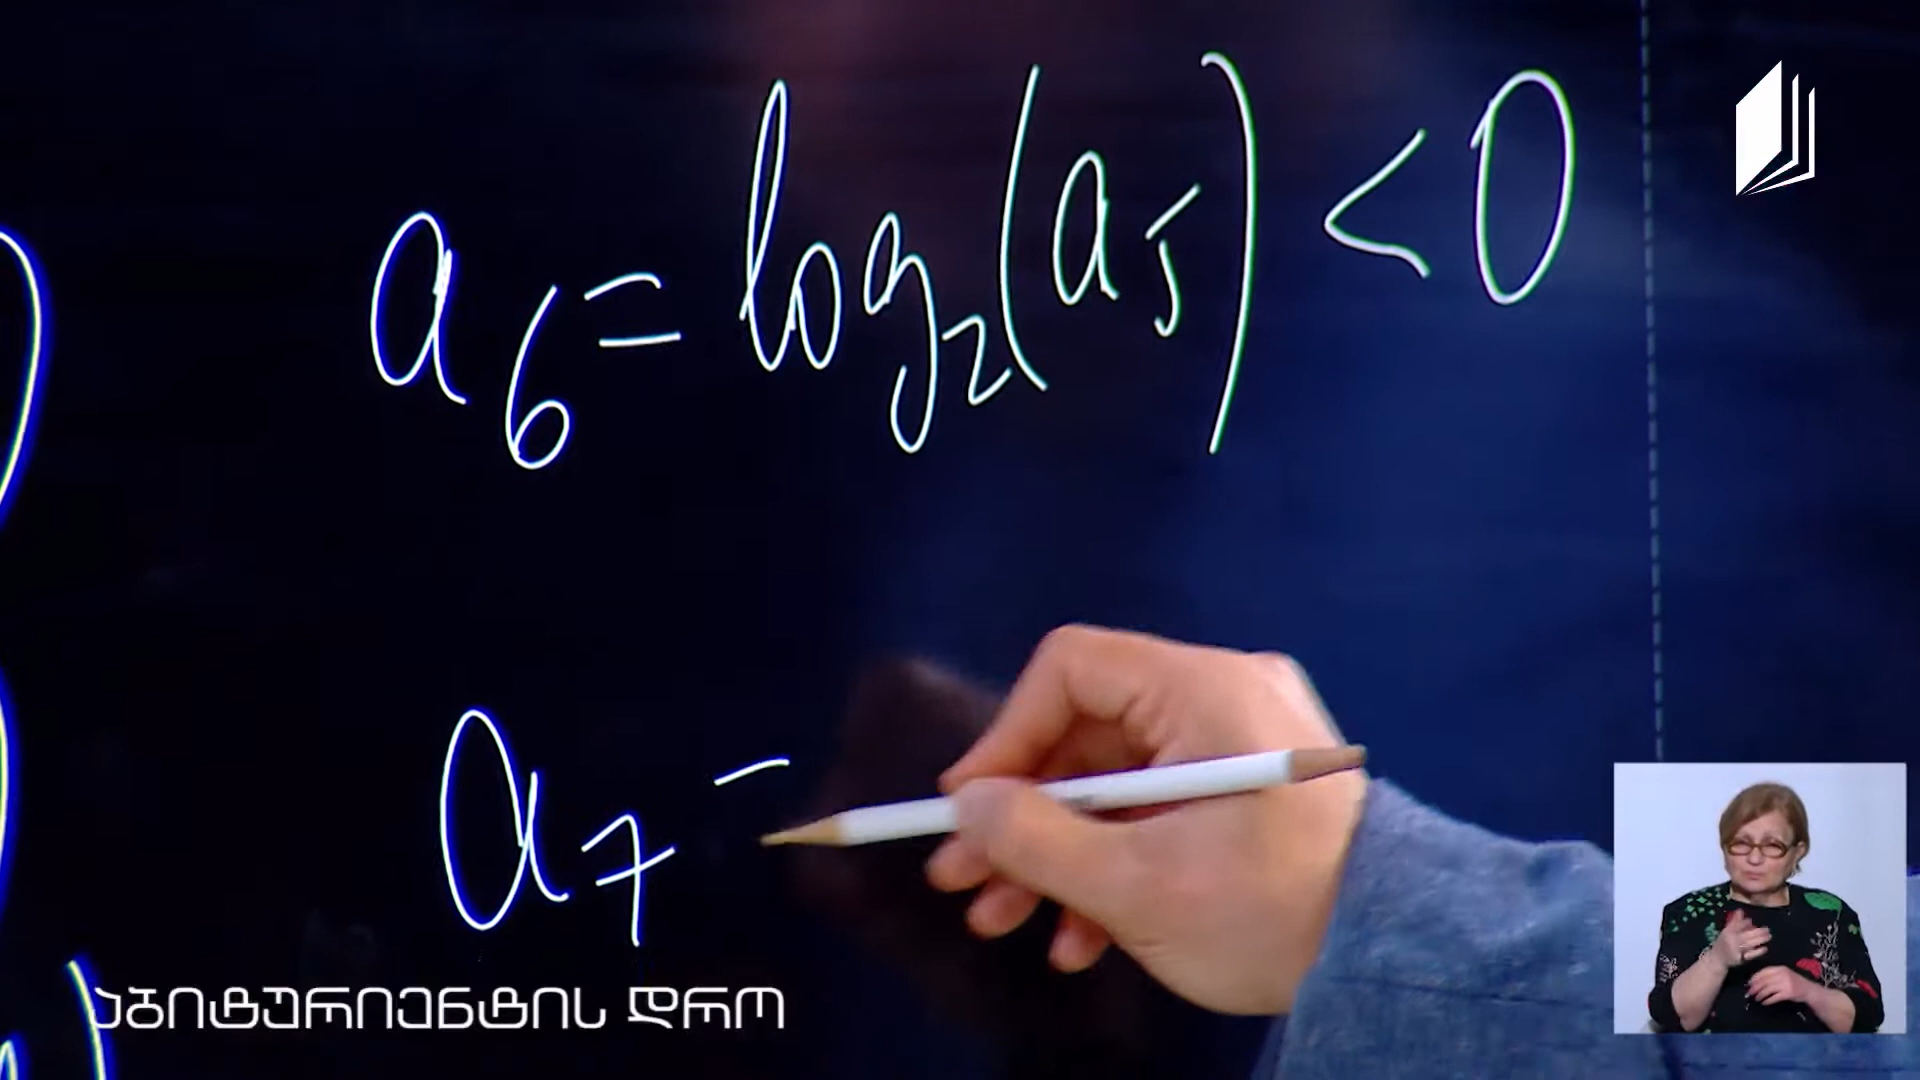 a₆ = log₂(a₅) < 0
a₇ =
აბიტურიენტის დრო